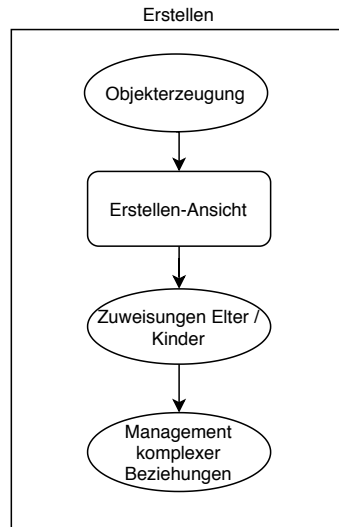 Erstellen
Objekterzeugung
Erstellen-Ansicht
Zuweisungen Elter /
Kinder
Management
komplexer
Beziehungen